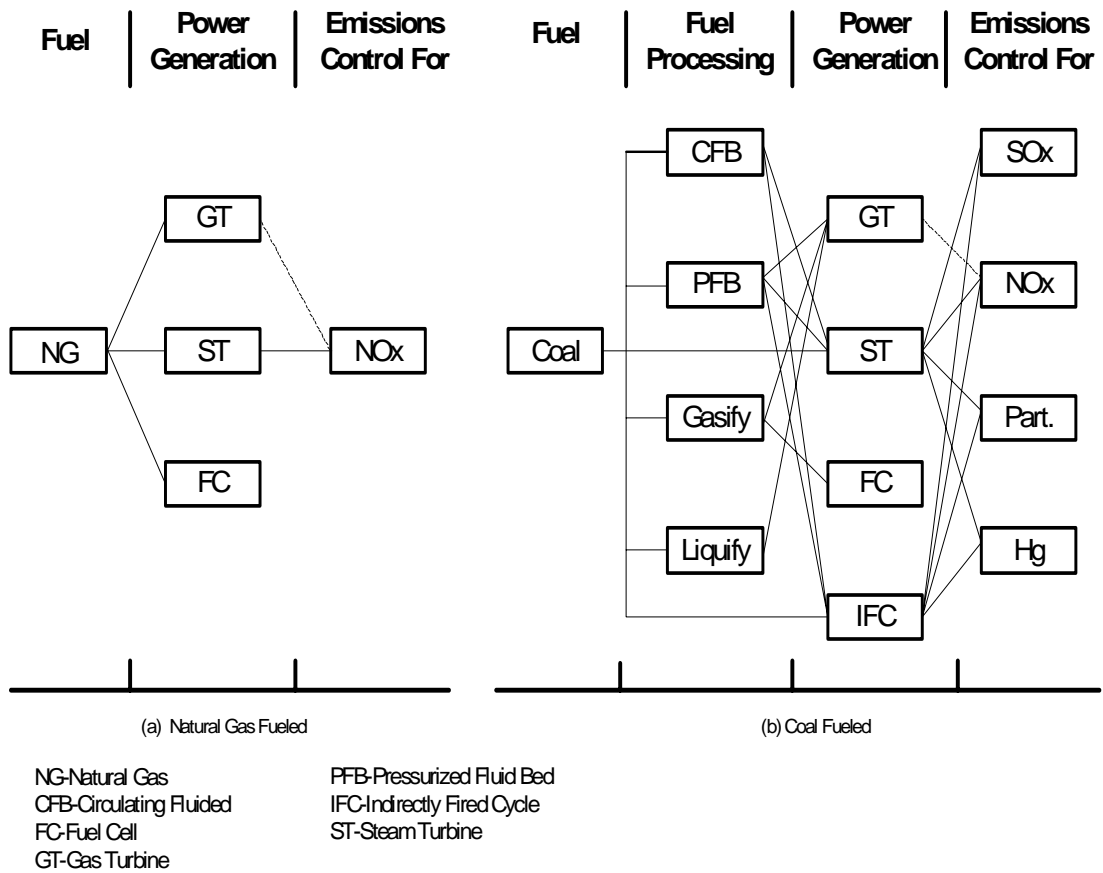 Fuel
Power
Generation
Emissions
Control For
NG
GT
ST
FC
NOx
(a) Natural Gas Fueled
Fuel
Fuel
Processing
Power
Generation
Emissions
Control For
Coal
CFB
PFB
Gasify
Liquify
GT
ST
FC
IFC
SOx
NOx
Part.
Hg
(b) Coal Fueled
NG-Natural Gas
CFB-Circulating Fluided
FC-Fuel Cell
GT-Gas Turbine
PFB-Pressurized Fluid Bed
IFC-Indirectly Fired Cycle
ST-Steam Turbine